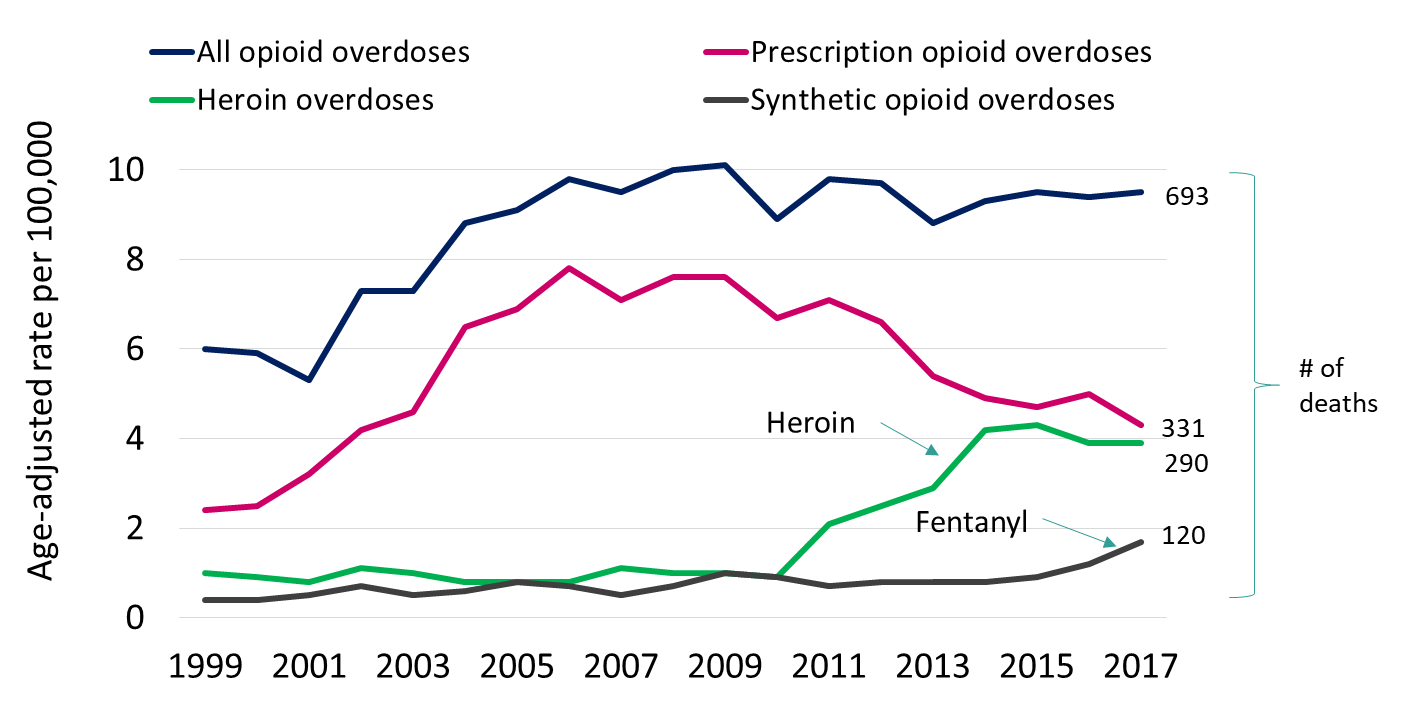 All opioid overdoses
Prescription opioid overdoses
Heroin overdoses
Synthetic opioid overdoses
Age-adjusted rate per 100,000
10
8
6
4
2
0
693
331
290
120
Heroin
Fentanyl
# of
deaths
1999 2001 2003 2005 2007 2009 2011 2013 2015 2017